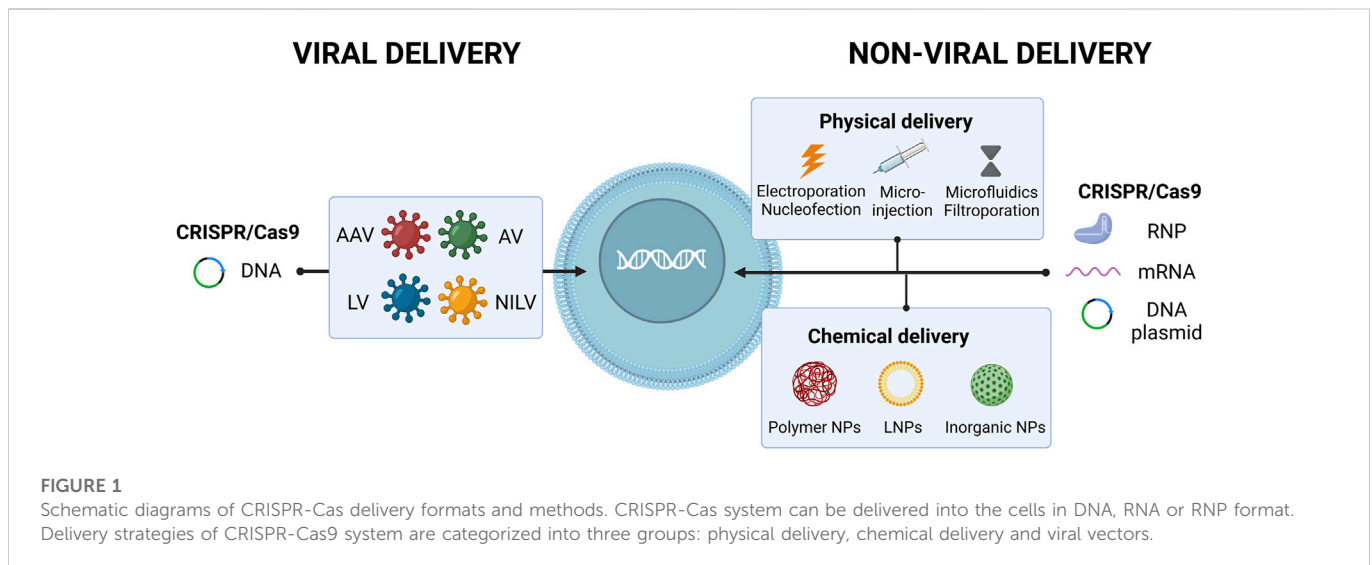 VIRAL DELIVERY
NON-VIRAL DELIVERY
CRISPR/Cas9
DNA
AAV
AV
LV
NILV
Physical delivery
Electroporation
Nucleofection
Micro-
injection
Microfluidics
Filtroporation
Chemical delivery
Polymer NPs
LNPs
Inorganic NPs
CRISPR/Cas9
RNP
mRNA
DNA
plasmid
FIGURE 1
Schematic diagrams of CRISPR-Cas delivery formats and methods. CRISPR-Cas system can be delivered into the cells in DNA, RNA or RNP format.
Delivery strategies of CRISPR-Cas9 system are categorized into three groups: physical delivery, chemical delivery and viral vectors.